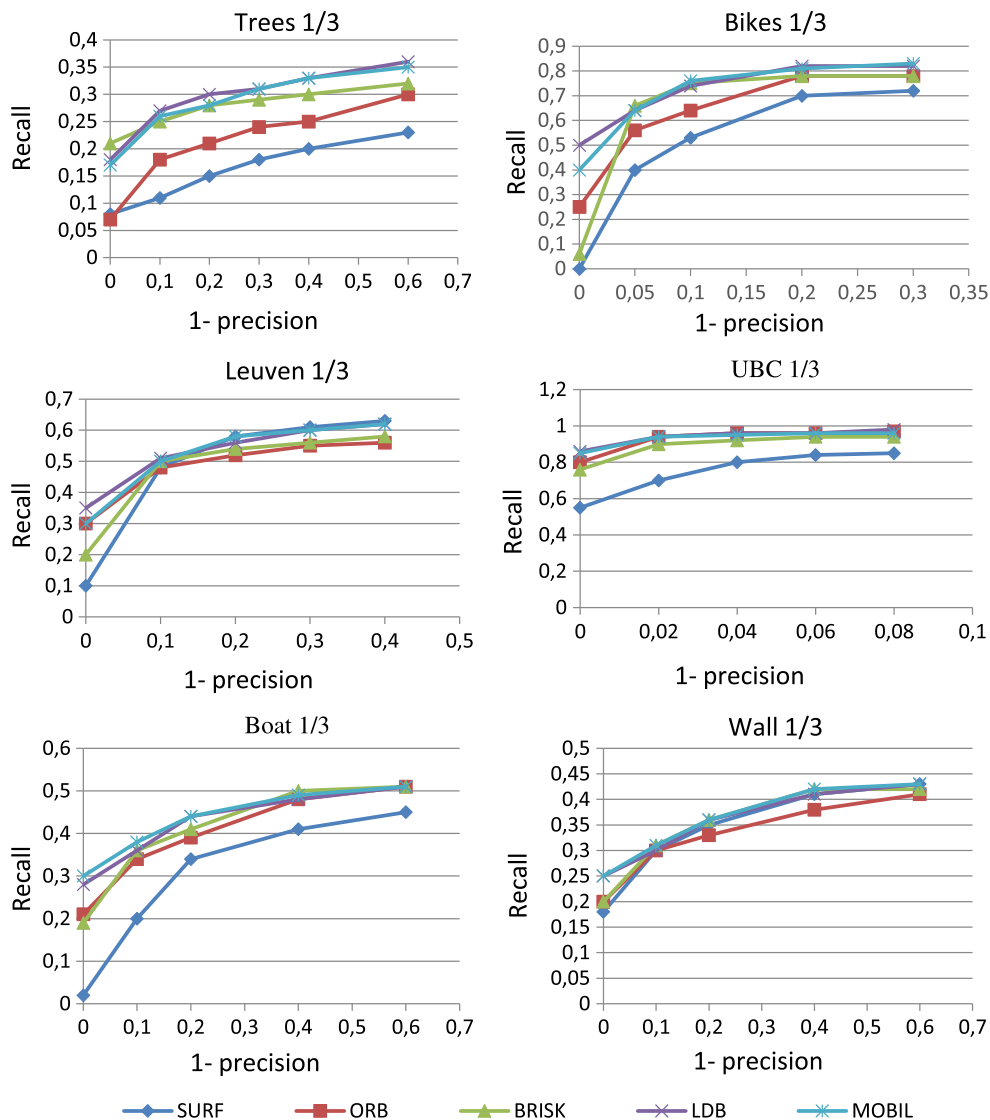 Trees 1/3
0,4
0,35
0,3
0,25
0,2
0,15
0,1
0,05
0
Recall
0 0,1 0,2 0,3 0,4 0,5 0,6 0,7
1- precision
Bikes 1/3
0,9
0,8
0,7
0,6
0,5
0,4
0,3
0,2
0,1
0
Recall
0 0,05 0,1 0,15 0,2 0,25 0,3 0,35
1- precision
Leuven 1/3
0,7
0,6
0,5
0,4
0,3
0,2
0,1
0
Recall
0 0,1 0,2 0,3 0,4 0,5
1- precision
UBC 1/3
1,2
1
0,8
0,6
0,4
0,2
0
Recall
0 0,02 0,04 0,06 0,08 0,1
1- precision
Boat 1/3
0,6
0,5
0,4
0,3
0,2
0,1
0
Recall
0 0,1 0,2 0,3 0,4 0,5 0,6 0,7
1- precision
Wall 1/3
0,5
0,45
0,4
0,35
0,3
0,25
0,2
0,15
0,1
0,05
0
Recall
0 0,1 0,2 0,3 0,4 0,5 0,6 0,7
1- precision
SURF ORB BRISK LDB MOBIL